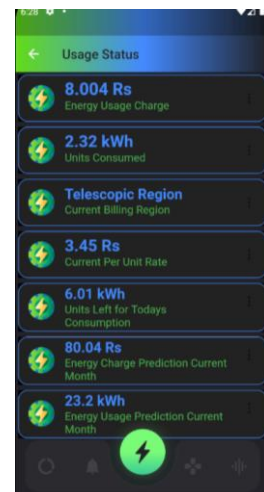 6:28
Usage Status
8.004 Rs
Energy Usage Charge
2.32 kWh
Units Consumed
Telescopic Region
Current Billing Region
3.45 Rs
Current Per Unit Rate
6.01 kWh
Units Left for Todays
Consumption
80.04 Rs
Energy Charge Prediction Current
Month
23.2 kWh
Energy Usage Prediction Current
Month